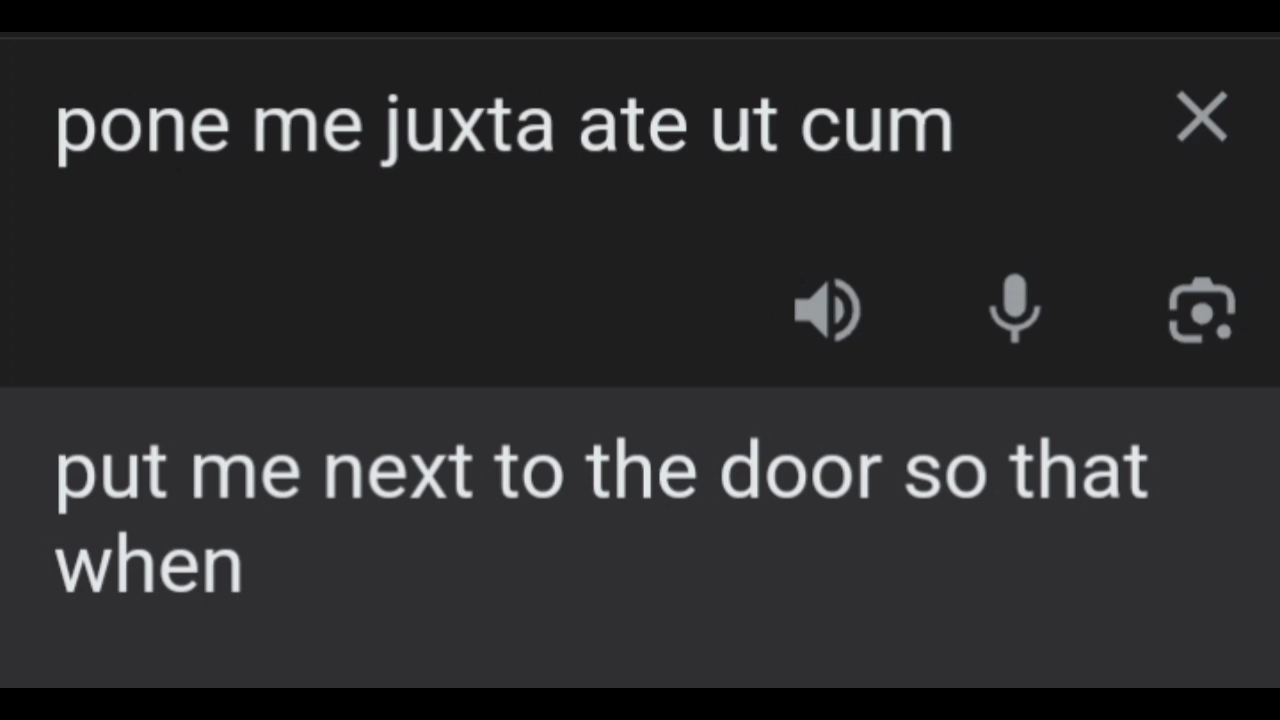 pone me juxta ate ut cum
put me next to the door so that
when